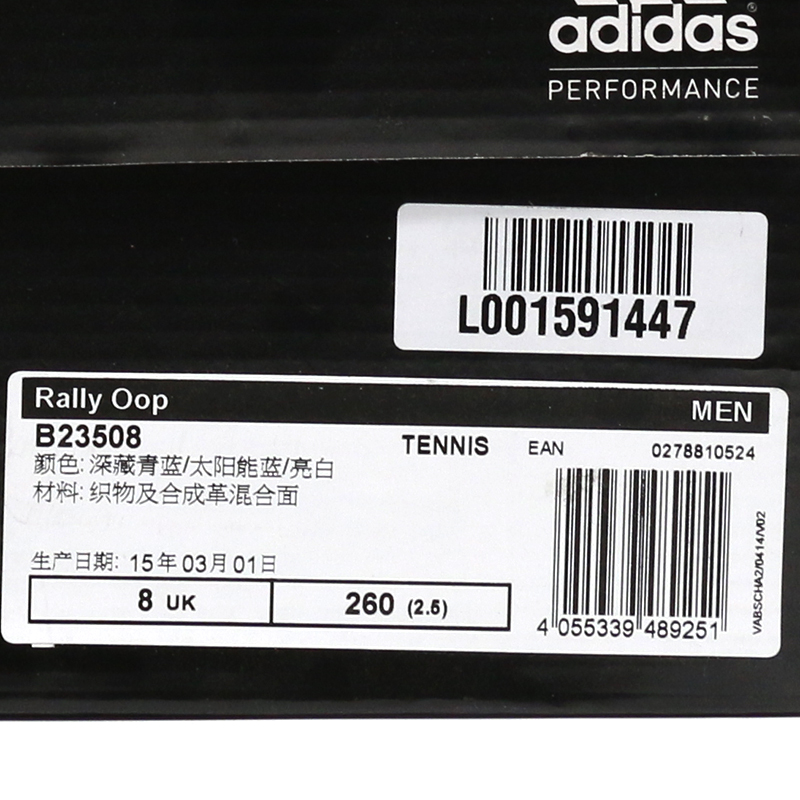 adidas®
PERFORMANCE
L001591447
Rally Oop MEN
B23508 TENNIS EAN 0278810524
颜色: 深藏青蓝/太阳能蓝/亮白
材料: 织物及合成革混合面
生产日期: 15年 03月 01日
8 UK 260 (2.5)
4 055339 489251
VABSCHA2/0414/V02